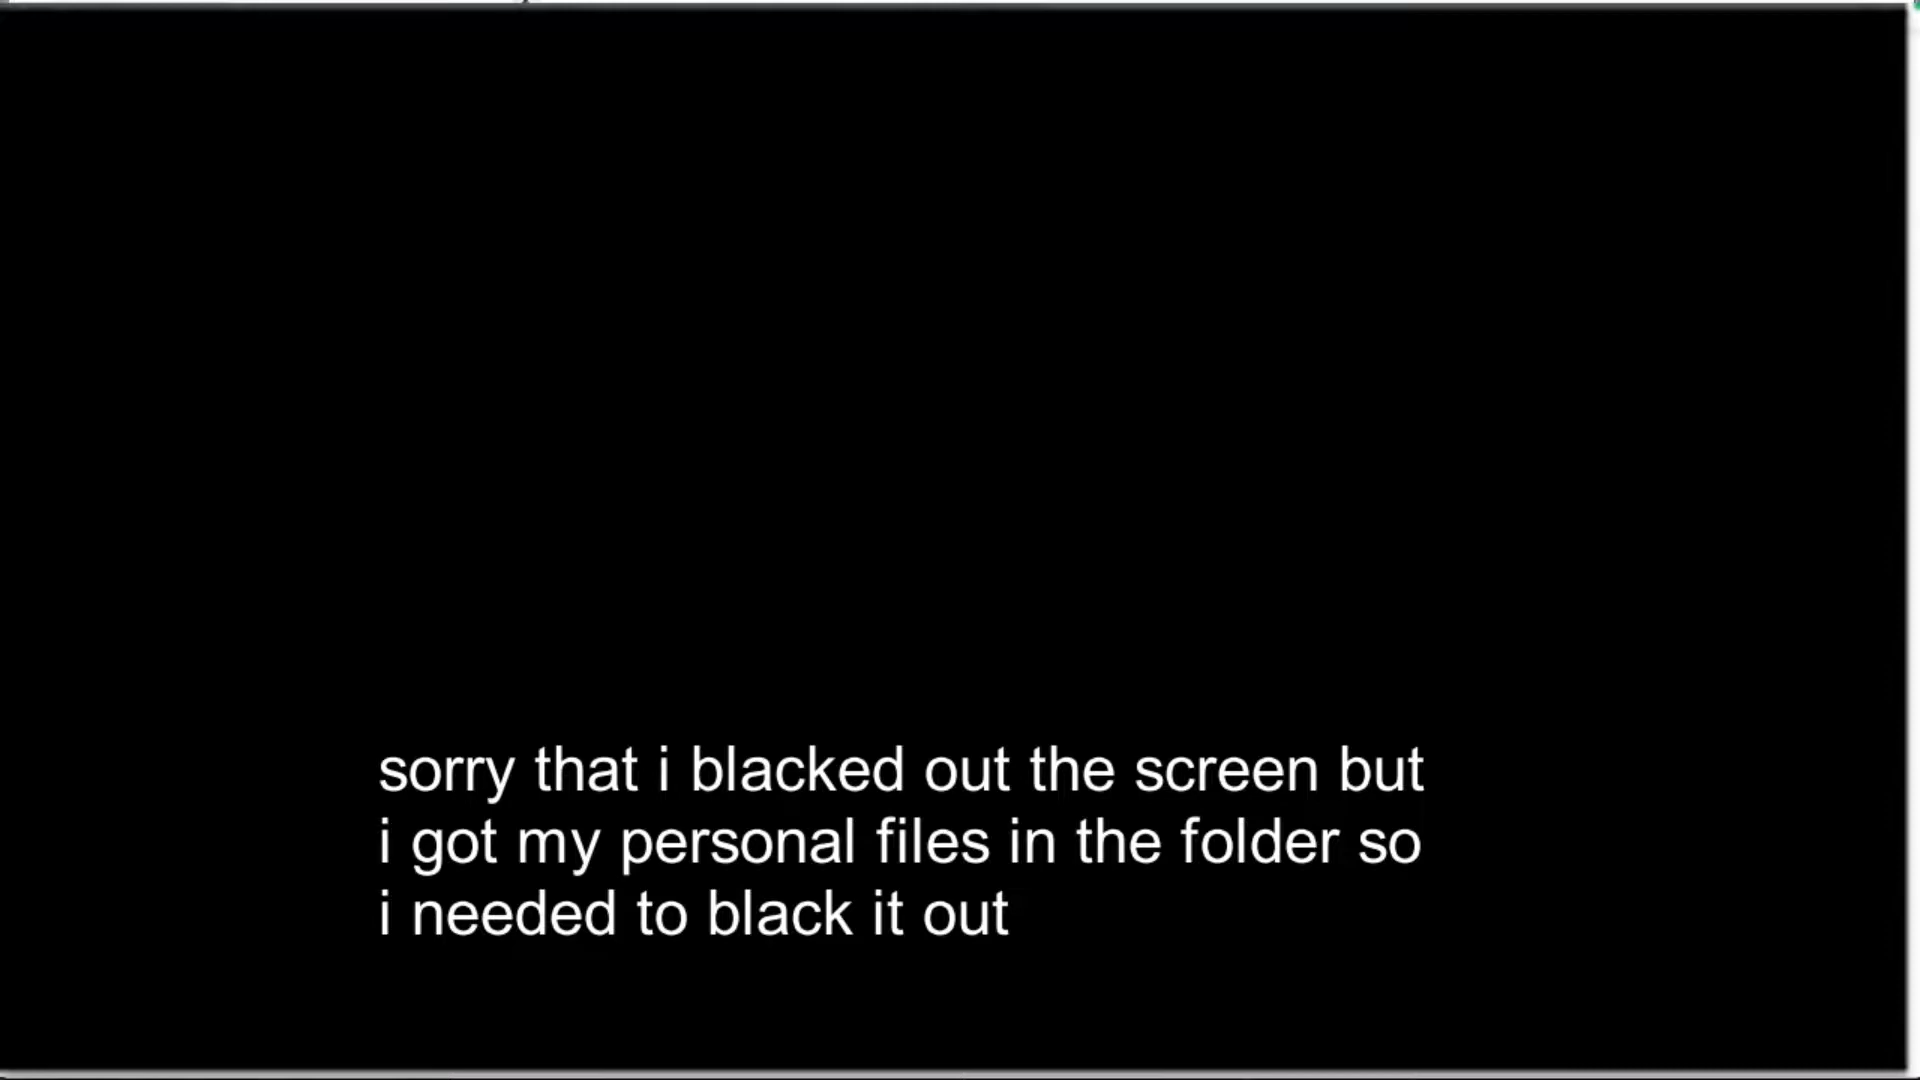 sorry that i blacked out the screen but
i got my personal files in the folder so
i needed to black it out